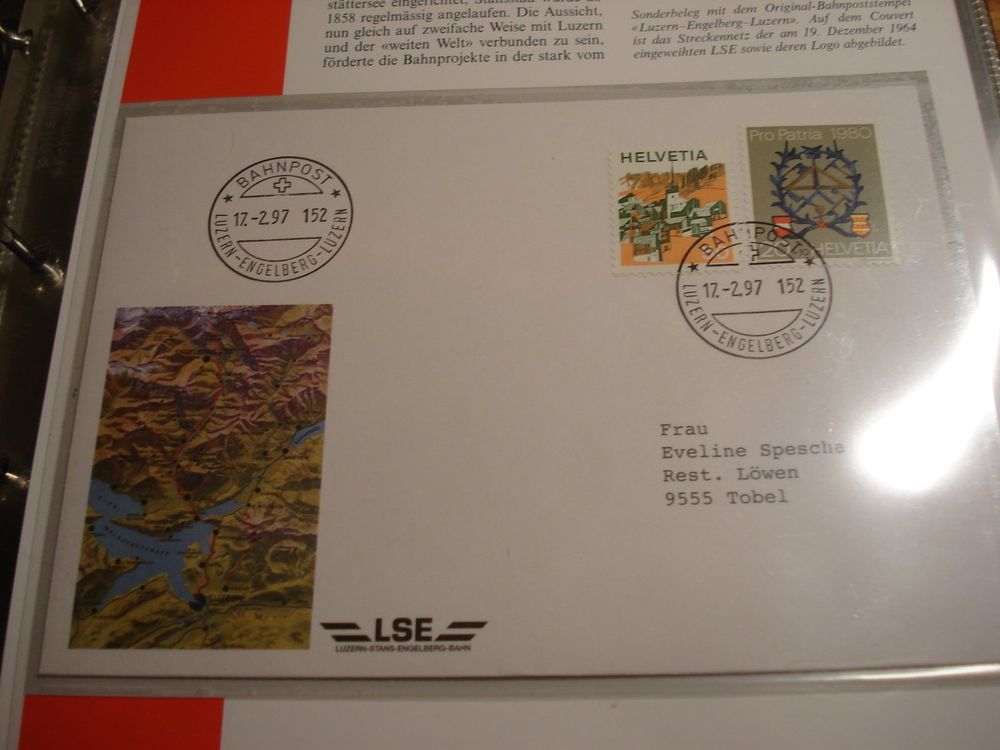 stättersee eingerichtet, Stansstad wurde ab
1858 regelmässig angelaufen. Die Aussicht,
nun gleich auf zweifache Weise mit Luzern
und der «weiten Welt» verbunden zu sein,
förderte die Bahnprojekte in der stark vom
Sonderbeleg mit dem Original-Bahnpoststempel
«Luzern–Engelberg–Luzern». Auf dem Couvert
ist das Streckennetz der am 19. Dezember 1964
eingeweihten LSE sowie deren Logo abgebildet.
BAHNPOST
17.-2.97 152
LUZERN-ENGELBERG-LUZERN
HELVETIA
Pro Patria 1980
20
HELVETIA
BAHNPOST
17.-2.97 152
LUZERN-ENGELBERG-LUZERN
Frau
Eveline Spescha
Rest. Löwen
9555 Tobel
LSE
LUZERN-STANS-ENGELBERG-BAHN